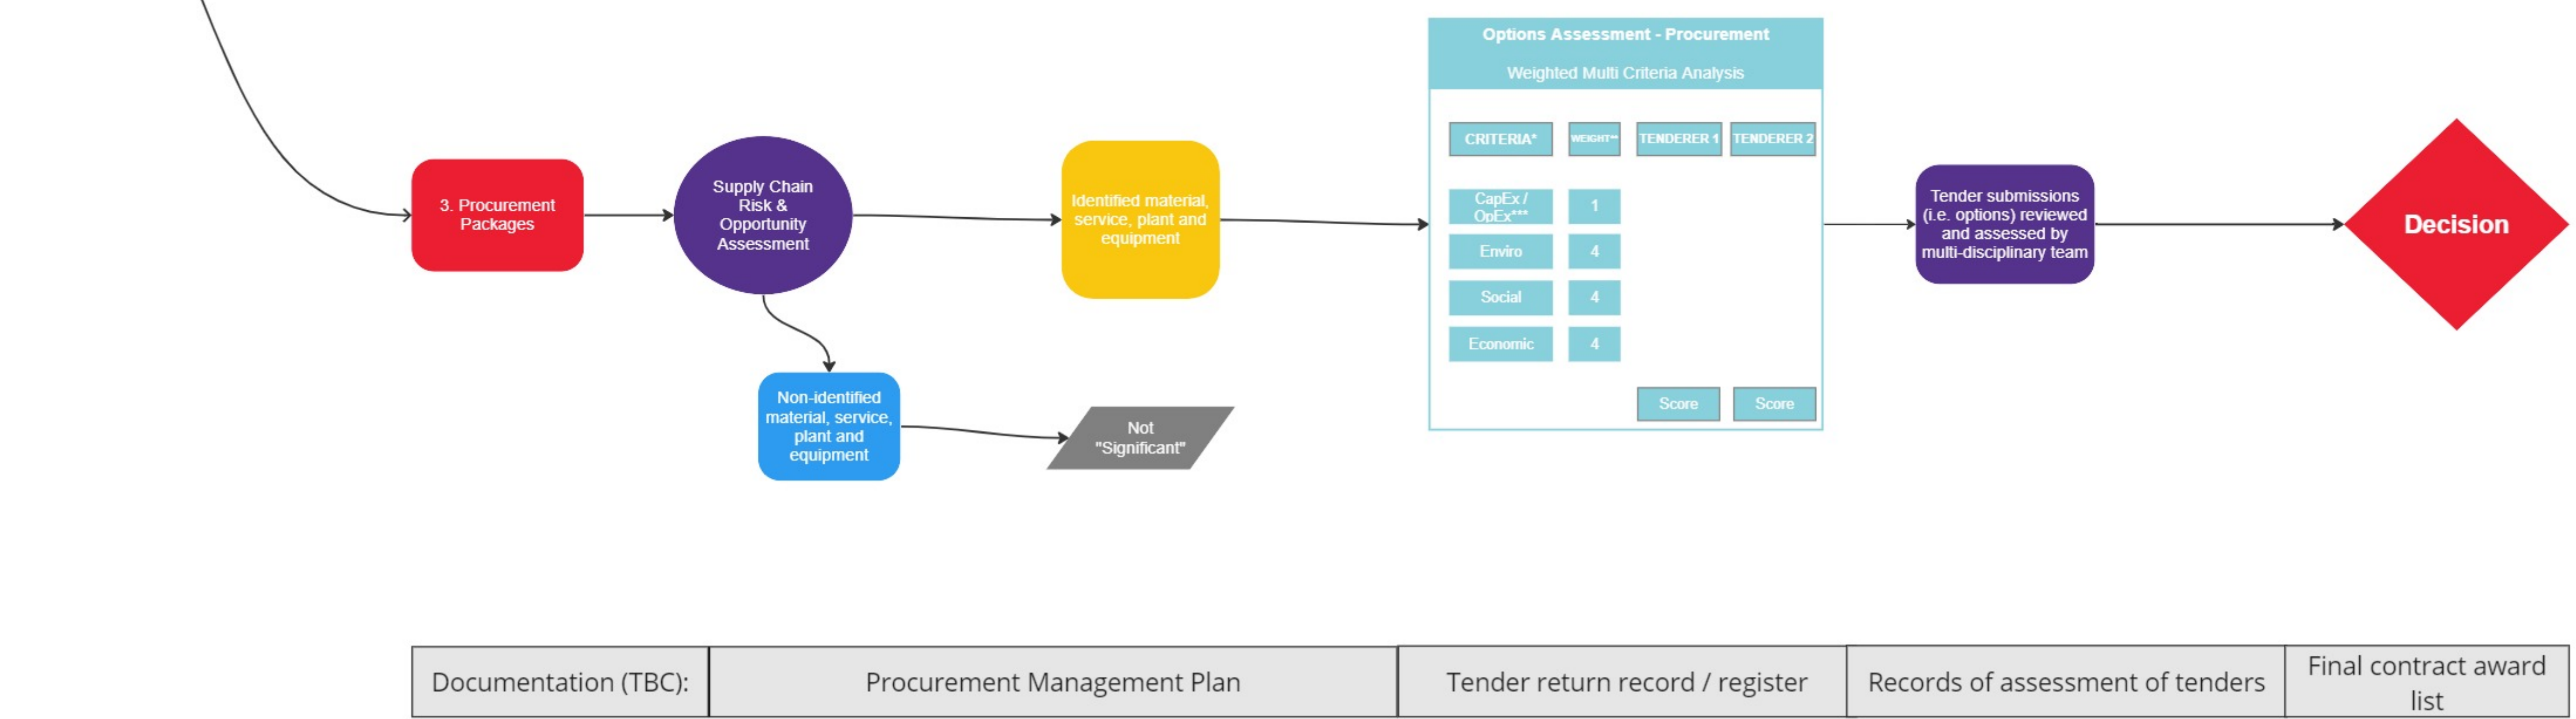 3. Procurement
Packages
Supply Chain
Risk &
Opportunity
Assessment
Identified material,
service, plant and
equipment
Non-identified
material, service,
plant and
equipment
Not
"Significant"
Options Assessment - Procurement
Weighted Multi Criteria Analysis
CRITERIA* WEIGHT** TENDERER 1 TENDERER 2
CapEx /
OpEx*** 1
Enviro 4
Social 4
Economic 4
Score Score
Tender submissions
(i.e. options) reviewed
and assessed by
multi-disciplinary team
Decision
Documentation (TBC): Procurement Management Plan Tender return record / register Records of assessment of tenders Final contract award
list